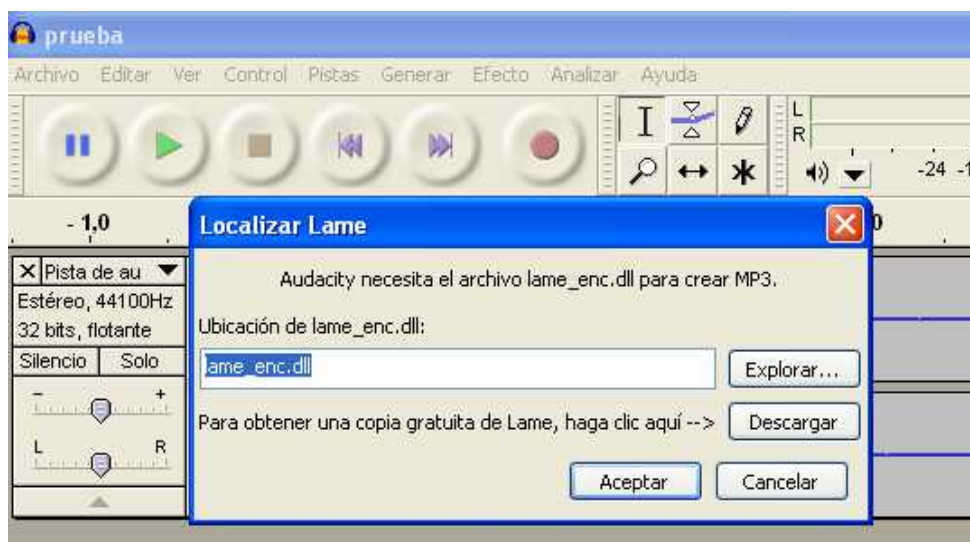 prueba
Archivo Editar Ver Control Pistas Generar Efecto Analizar Ayuda
L
R
-24 -1
- 1,0
Localizar Lame
0
Pista de au
Estéreo, 44100Hz
32 bits, flotante
Silencio Solo
- +
L R
Audacity necesita el archivo lame_enc.dll para crear MP3.
Ubicación de lame_enc.dll:
lame_enc.dll
Explorar...
Para obtener una copia gratuita de Lame, haga clic aquí -->
Descargar
Aceptar
Cancelar